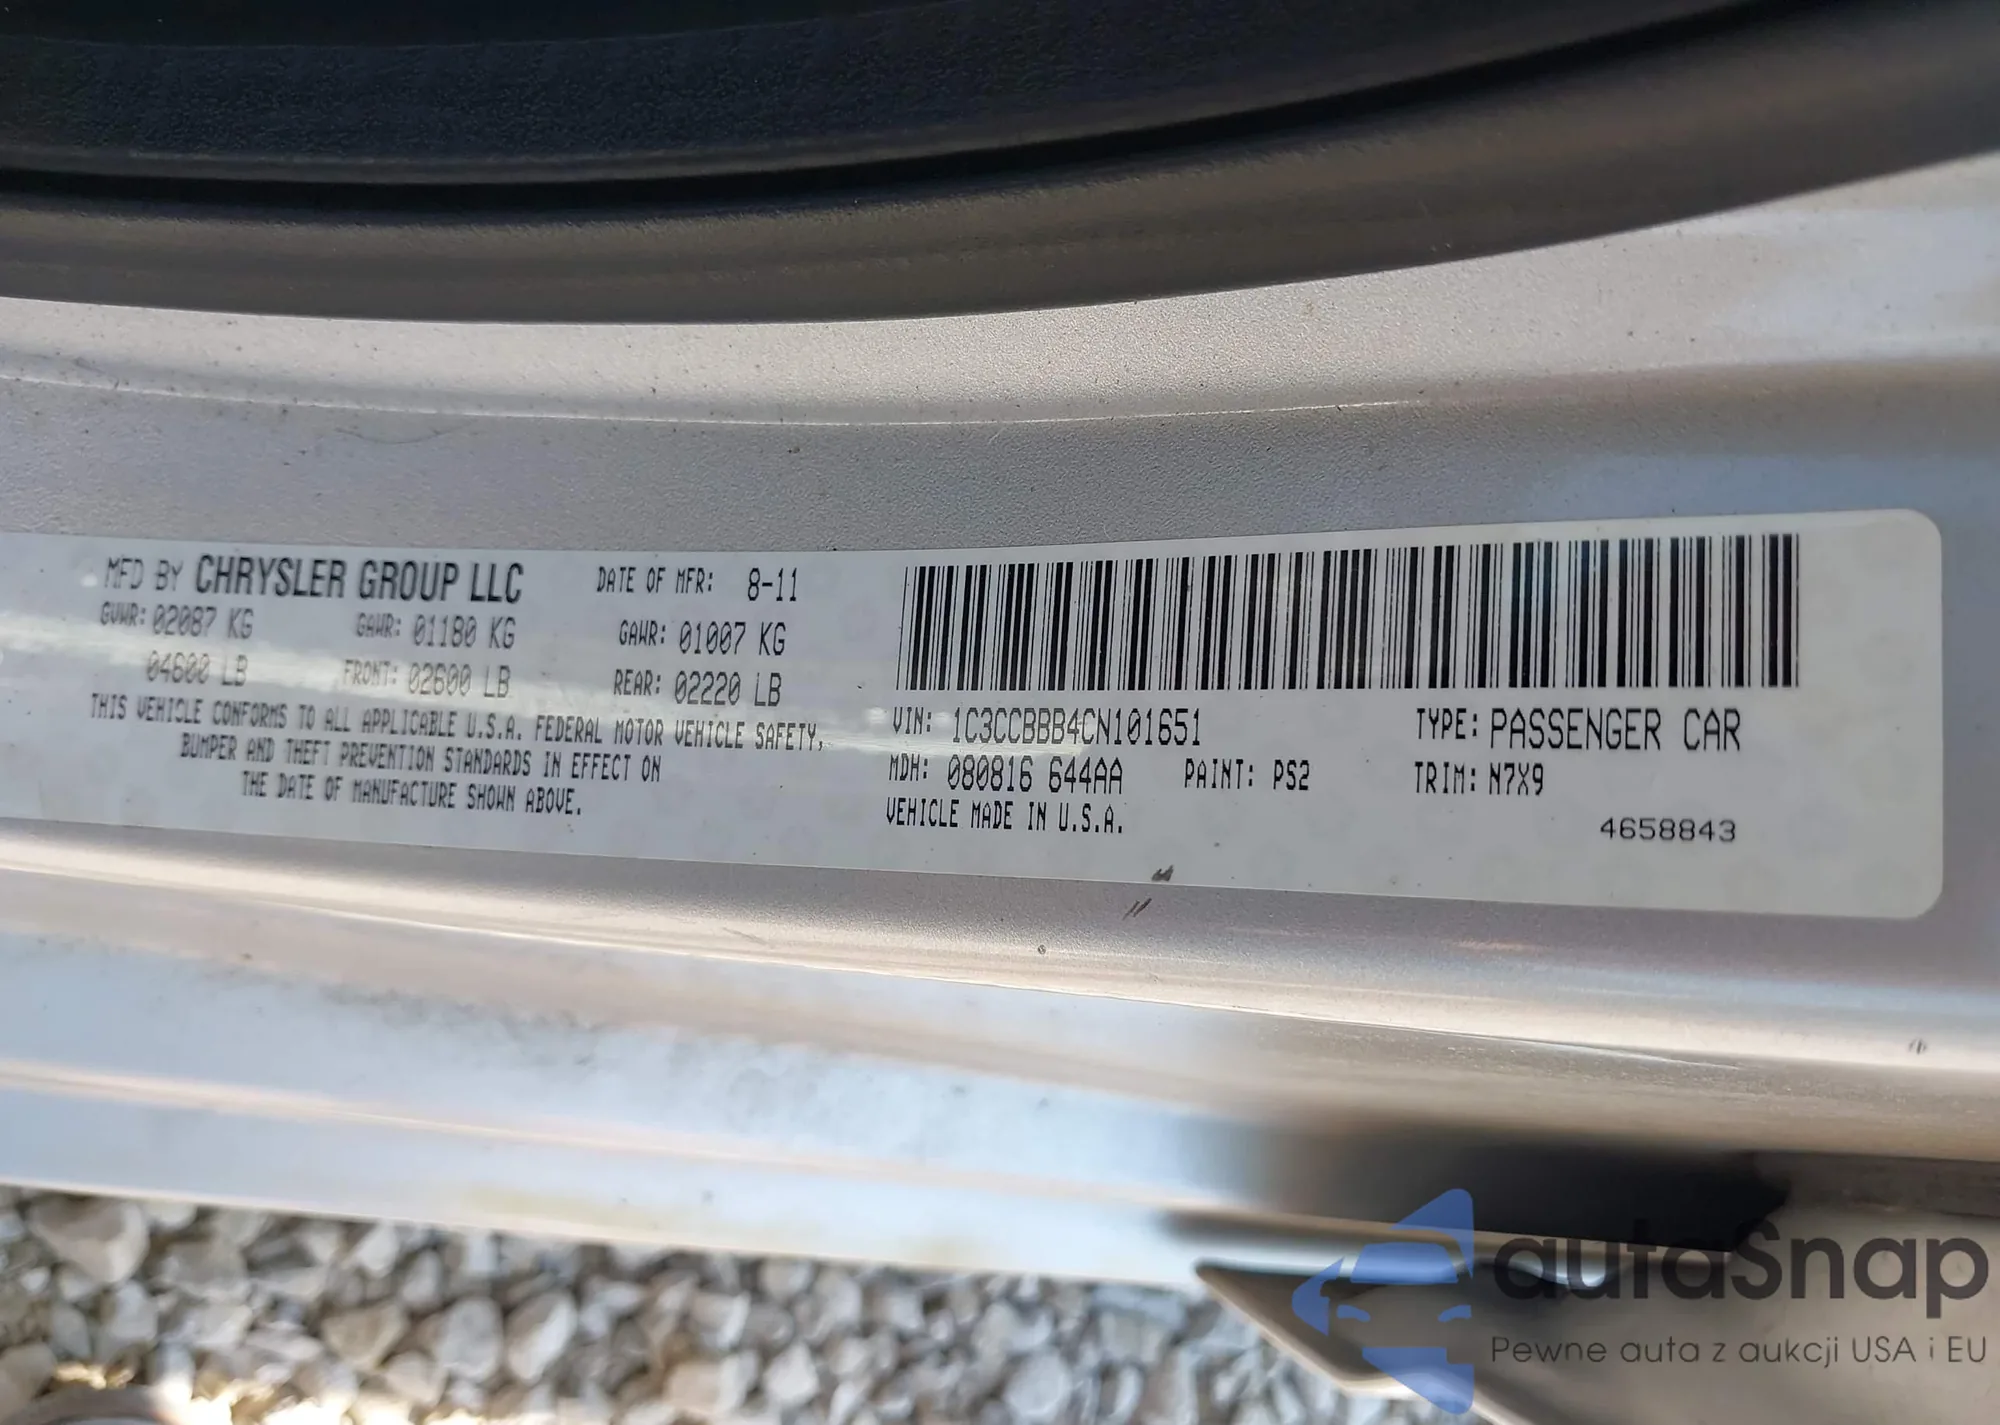 MFD BY CHRYSLER GROUP LLC DATE OF MFR: 8-11
GVWR: 02087 KG GAWR: 01180 KG GAWR: 01007 KG
04600 LB FRONT: 02600 LB REAR: 02220 LB
THIS VEHICLE CONFORMS TO ALL APPLICABLE U.S.A. FEDERAL MOTOR VEHICLE SAFETY,
BUMPER AND THEFT PREVENTION STANDARDS IN EFFECT ON
THE DATE OF MANUFACTURE SHOWN ABOVE.
VIN: 1C3CCBBB4CN101651 TYPE: PASSENGER CAR
MDH: 080816 644AA PAINT: PS2 TRIM: N7X9
VEHICLE MADE IN U.S.A.
4658843
autaSnap
Pewne auta z aukcji USA i EU